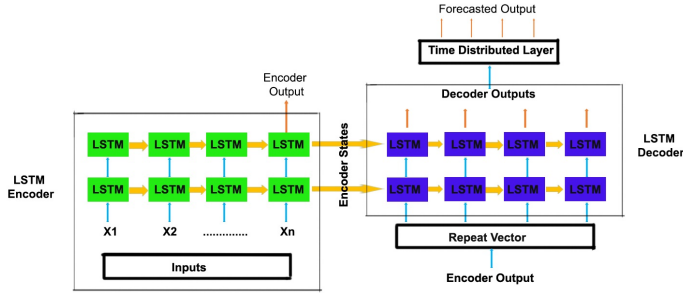 Forecasted Output
Time Distributed Layer
Encoder
Output
Decoder Outputs
LSTM LSTM LSTM LSTM
LSTM LSTM LSTM LSTM
LSTM
Encoder
X1 X2 .............. Xn
Inputs
Encoder States
LSTM LSTM LSTM LSTM
LSTM LSTM LSTM LSTM
LSTM
Decoder
Repeat Vector
Encoder Output